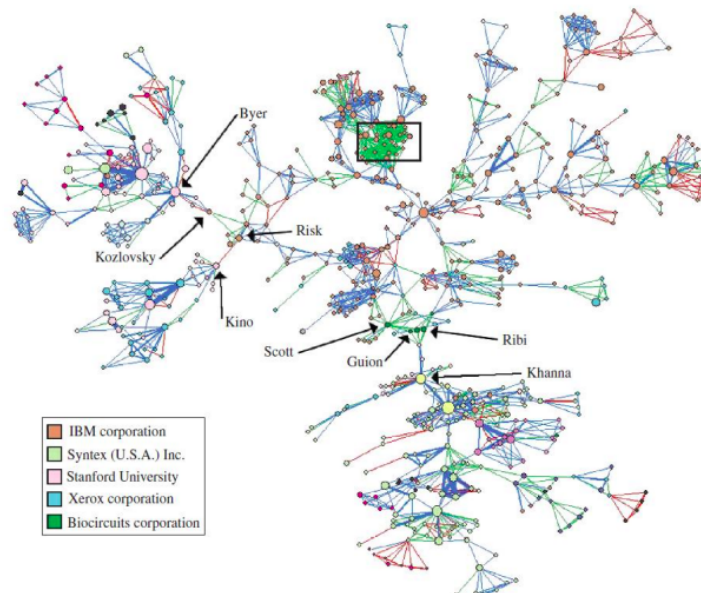 Byer
Kozlovsky
Risk
Kino
Scott
Guion
Ribi
Khanna
IBM corporation
Syntex (U.S.A.) Inc.
Stanford University
Xerox corporation
Biocircuits corporation